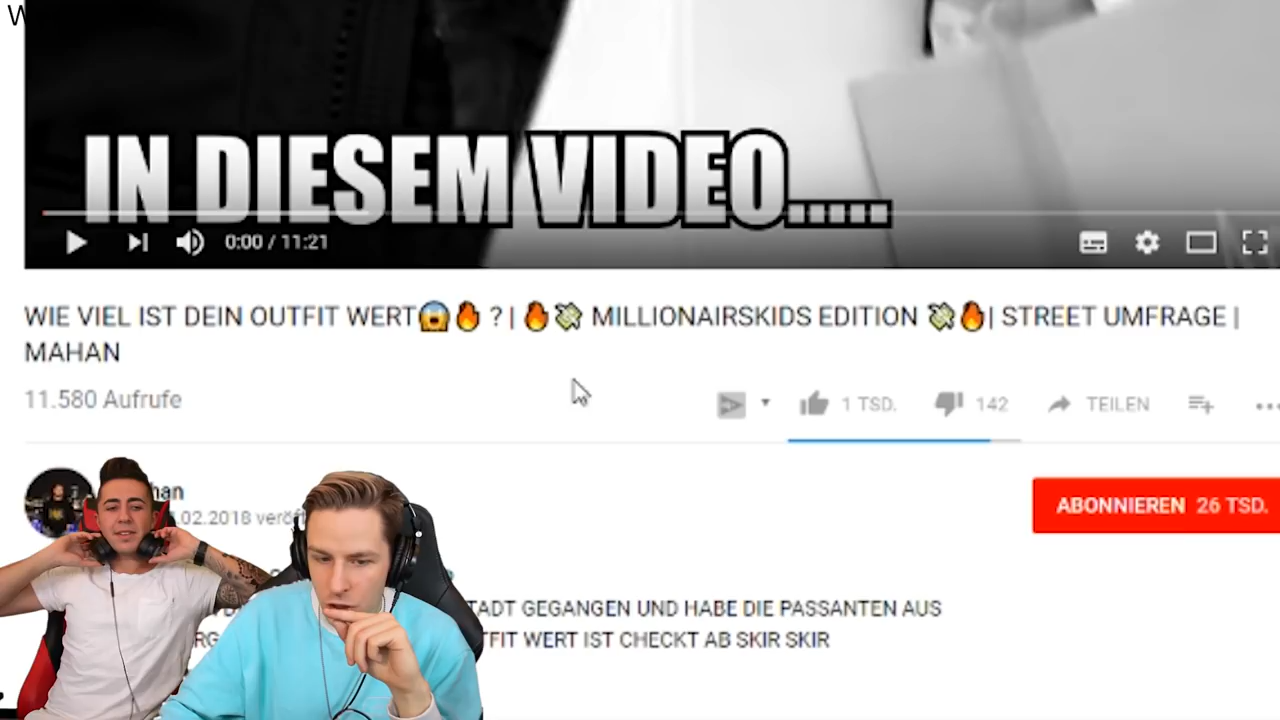 W
IN DIESEM VIDEO.....
0:00 / 11:21
WIE VIEL IST DEIN OUTFIT WERT😱🔥 ? | 🔥💸 MILLIONAIRSKIDS EDITION 💸🔥| STREET UMFRAGE |
MAHAN
11.580 Aufrufe
1 TSD. 142 TEILEN
ABONNIEREN 26 TSD.
.02.2018
GEGANGEN UND HABE DIE PASSANTEN AUS
WERT IST CHECKT AB SKIR SKIR